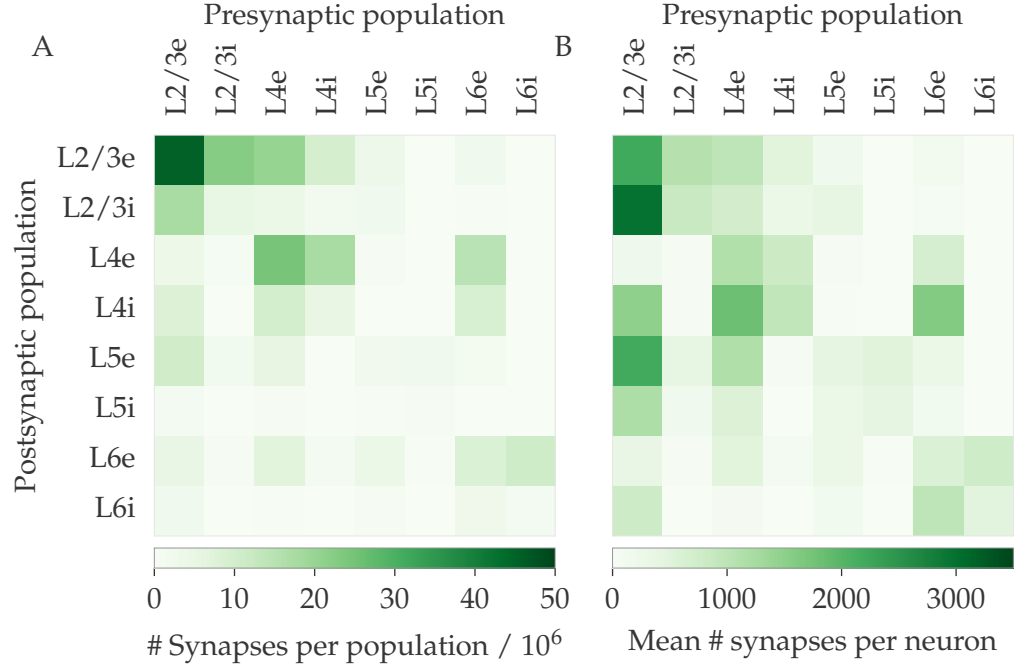 Presynaptic population
Presynaptic population
A
B
L2/3e
L2/3i
L4e
L4i
L5e
L5i
L6e
L6i
L2/3e
L2/3i
L4e
L4i
L5e
L5i
L6e
L6i
Postsynaptic population
L2/3e
L2/3i
L4e
L4i
L5e
L5i
L6e
L6i
0 10 20 30 40 50
# Synapses per population / 10⁶
0 1000 2000 3000
Mean # synapses per neuron